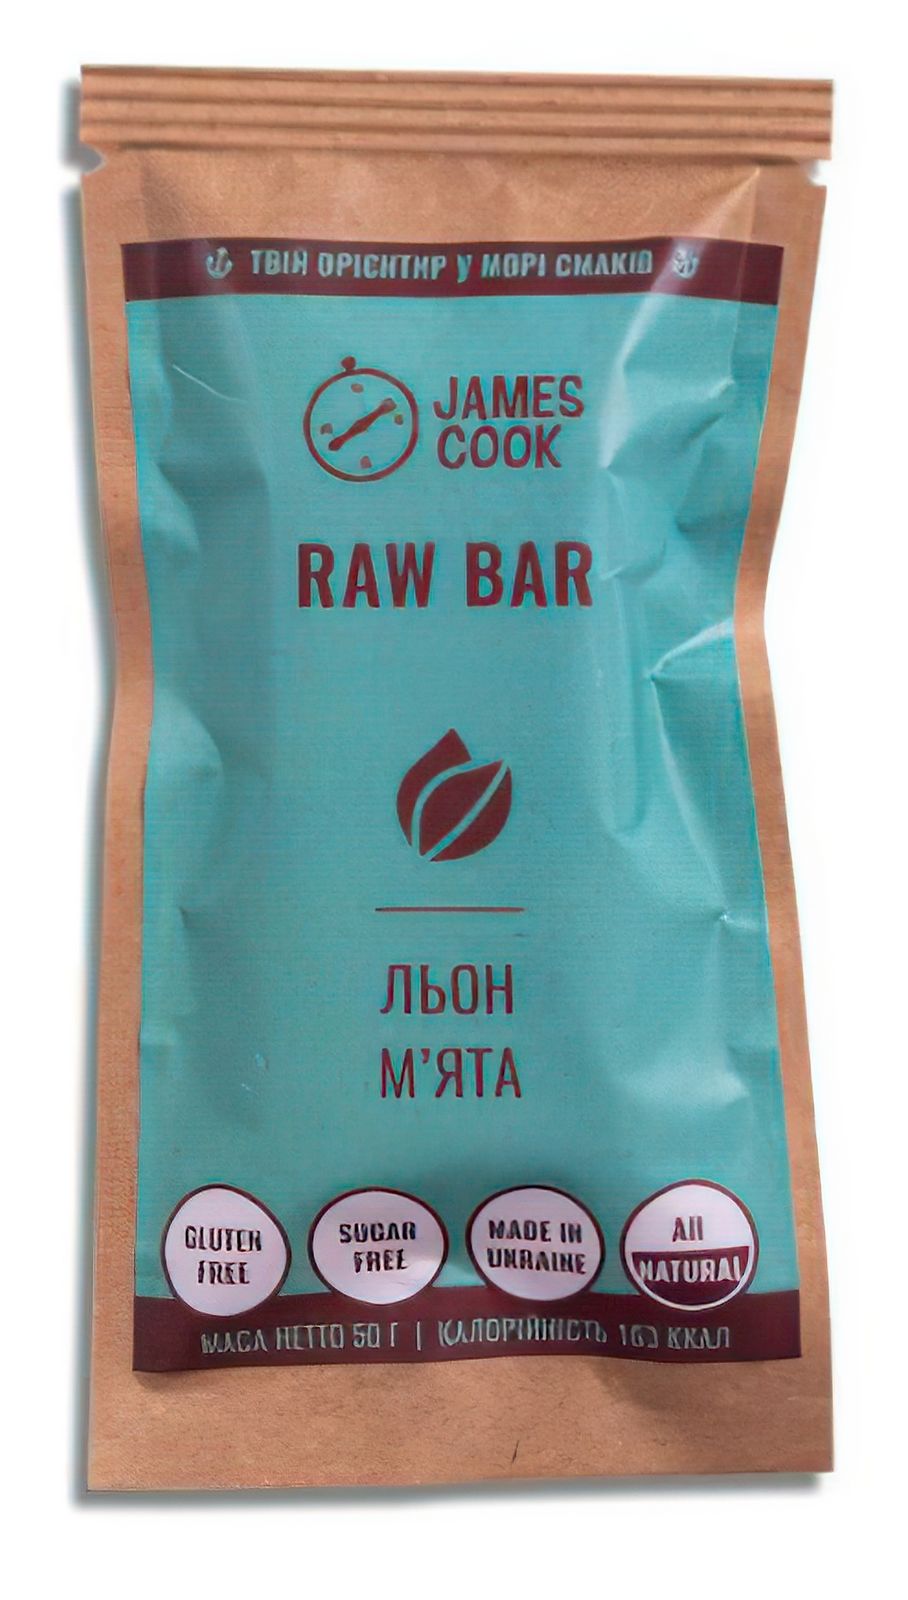 ТВІЙ ОРІЄНТИР У МОРІ СМАКІВ
JAMES
COOK
RAW BAR
ЛЬОН
М'ЯТА
GLUTEN
FREE
SUGAR
FREE
MADE IN
UKRAINE
All
NATURAL
МАСА НЕТТО 50 Г | КАЛОРІЙНІСТЬ ККАЛ